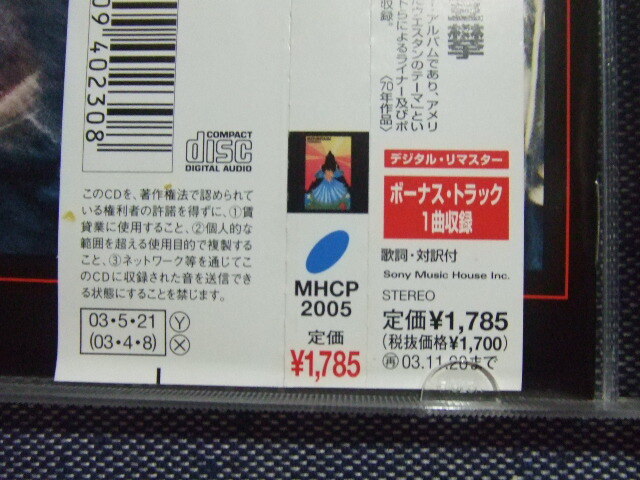 09 402308
COMPACT
disc
DIGITAL AUDIO
このCDを、著作権法で認められて
いる権利者の許諾を得ずに、①賃
貸業に使用すること、②個人的な
範囲を超える使用目的で複製する
こと、③ネットワーク等を通じてこ
のCDに収録された音を送信でき
る状態にすることを禁じます。
03・5・21 Ⓨ
(03・4・8) Ⓧ
MHCP
2005
定価
¥1,785
アルバムであり、アメリ
エスタンのテーマ」とい
によるライナー及びボ
収録。
〈70年作品〉
デジタル・リマスター
ボーナス・トラック
1曲収録
歌詞・対訳付
Sony Music House Inc.
STEREO
定価¥1,785
(税抜価格¥1,700)
㊢03.11.20まで